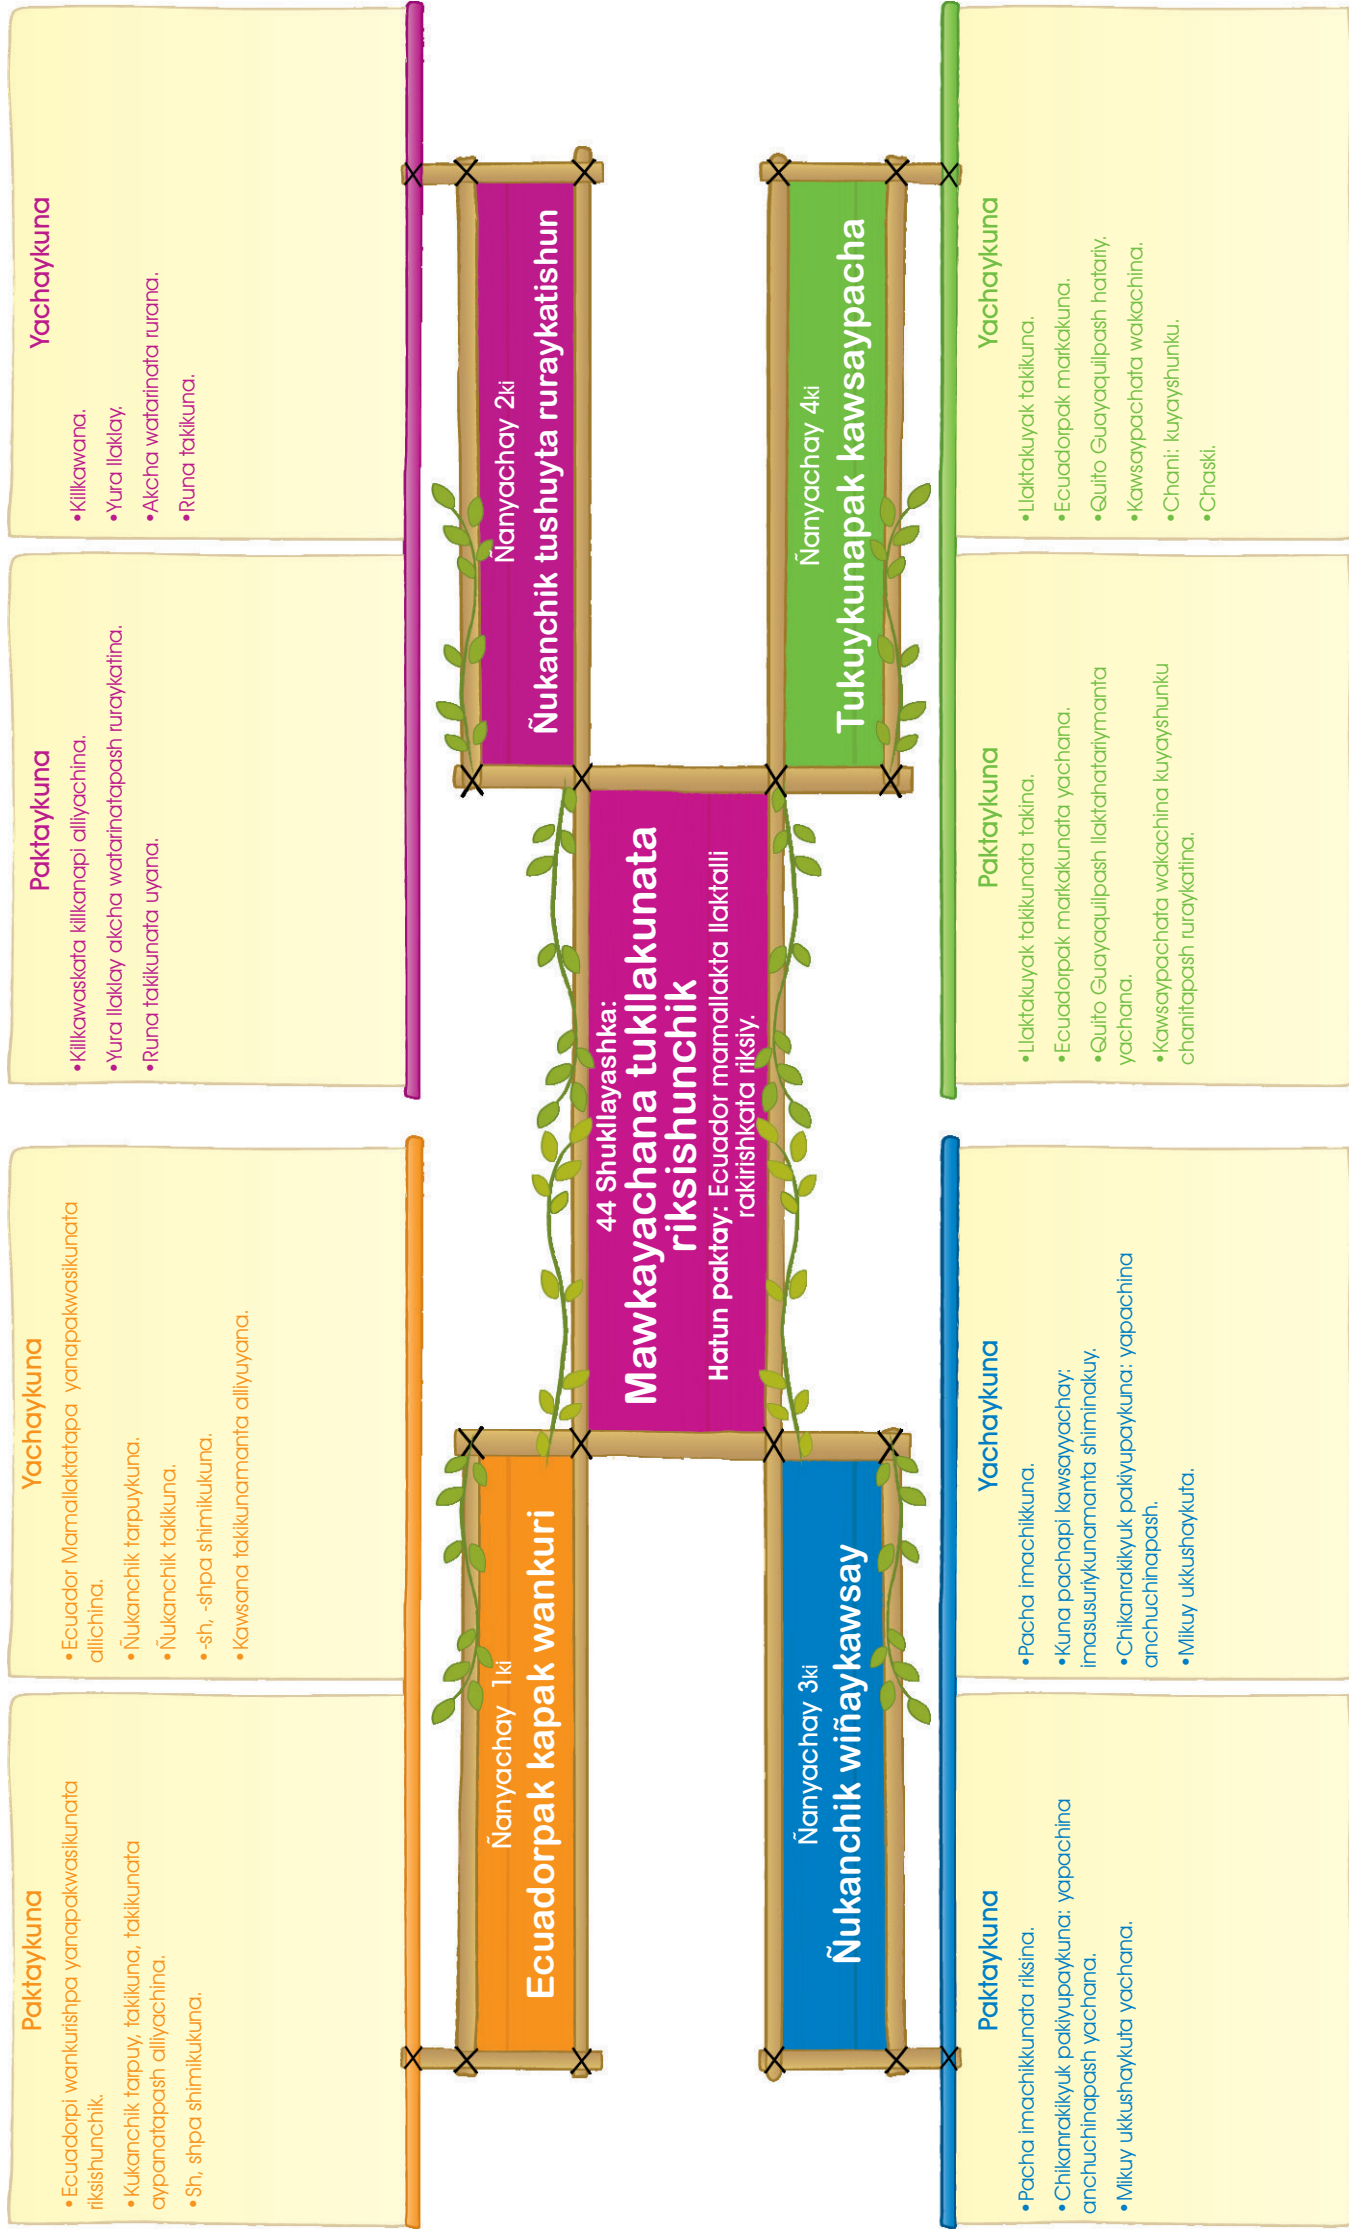 44 Shukllayashka:
Mawkayachana tukllakunata
riksishunchik
Hatun paktay: Ecuador mamallakta llaktalli
rakirishkata riksiy.
Ñanyachay 1ki
Ecuadorpak kapak wankuri
Paktaykuna
•Ecuadorpi wankurishpa yanapakwasikunata
riksishunchik.
•Kukanchik tarpuy, takikuna, takikunata
aypanatapash alliyachina.
•Sh, shpa shimikuna.
Yachaykuna
•Ecuador Mamallaktatapa yanapakwasikunata
allichina.
•Ñukanchik tarpuykuna.
•Ñukanchik takikuna.
•-sh, -shpa shimikuna.
•Kawsana takikunamanta alliyuyana.
Ñanyachay 2ki
Ñukanchik tushuyta ruraykatishun
Paktaykuna
•Killkawaskata killkanapi alliyachina.
•Yura llaklay akcha watarinatapash ruraykatina.
•Runa takikunata uyana.
Yachaykuna
•Killkawana.
•Yura llaklay.
•Akcha watarinata rurana.
•Runa takikuna.
Ñanyachay 3ki
Ñukanchik wiñaykawsay
Paktaykuna
•Pacha imachikkunata riksina.
•Chikanrakikyuk pakiyupaykuna: yapachina
anchuchinapash yachana.
•Mikuy ukkushaykuta yachana.
Yachaykuna
•Pacha imachikkuna.
•Kuna pachapi kawsayyachay:
imasusuriykunamanta shiminakuy.
•Chikanrakikyuk pakiyupaykuna: yapachina
anchuchinapash.
•Mikuy ukkushaykuta.
Ñanyachay 4ki
Tukuykunapak kawsaypacha
Paktaykuna
•Llaktakuyak takikunata takina.
•Ecuadorpak markakunata yachana.
•Quito Guayaquilpash llaktahatariymanta
yachana.
•Kawsaypachata wakachina kuyayshunku
chanitapash ruraykatina.
Yachaykuna
•Llaktakuyak takikuna.
•Ecuadorpak markakuna.
•Quito Guayaquilpash hatariy.
•Kawsaypachata wakachina.
•Chani: kuyayshunku.
•Chaski.